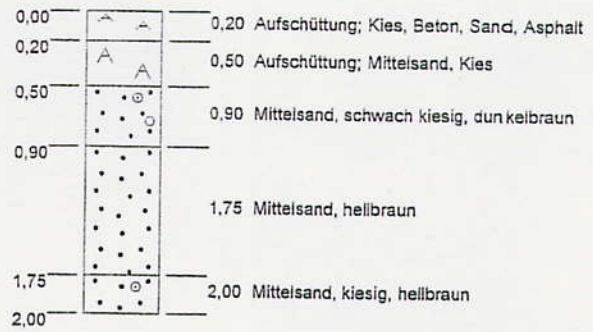 0,00
0,20 Aufschüttung; Kies, Beton, Sand, Asphalt
0,20
0,50 Aufschüttung; Mittelsand, Kies
0,50
0,90 Mittelsand, schwach kiesig, dunkelbraun
0,90
1,75 Mittelsand, hellbraun
1,75
2,00 Mittelsand, kiesig, hellbraun
2,00